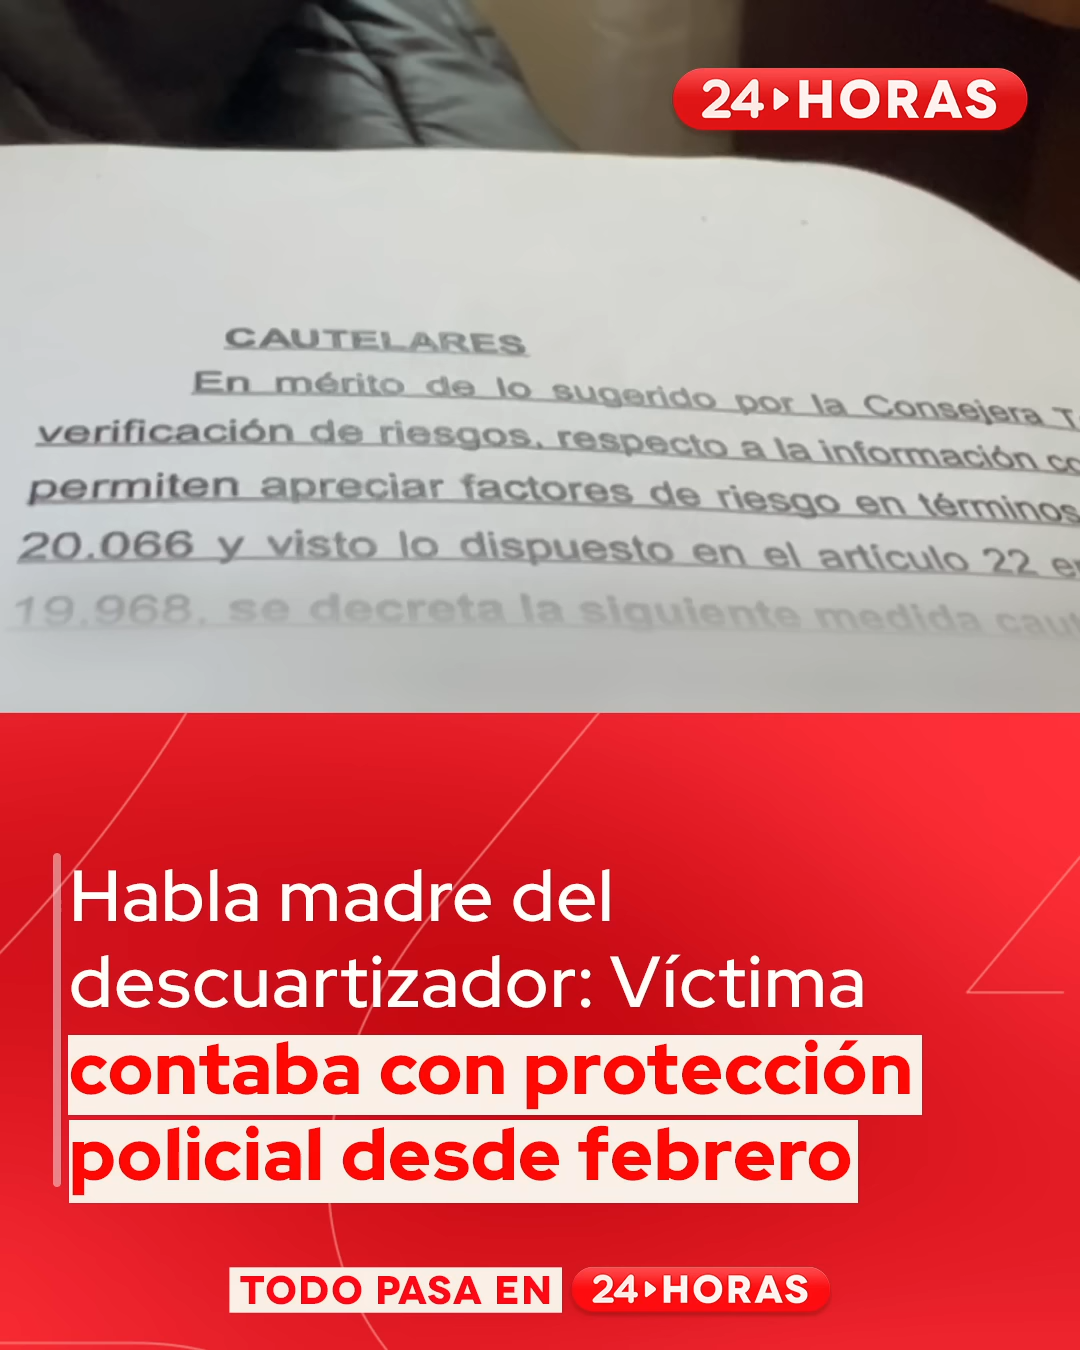 24 HORAS
CAUTELARES
En mérito de lo sugerido por la Consejera
verificación de riesgos, respecto a la información
permiten apreciar factores de riesgo en términos
20.066 y visto lo dispuesto en el artículo 22
19.968, se decreta la siguiente medida
Habla madre del
descuartizador: Víctima
contaba con protección
policial desde febrero
TODO PASA EN 24 HORAS